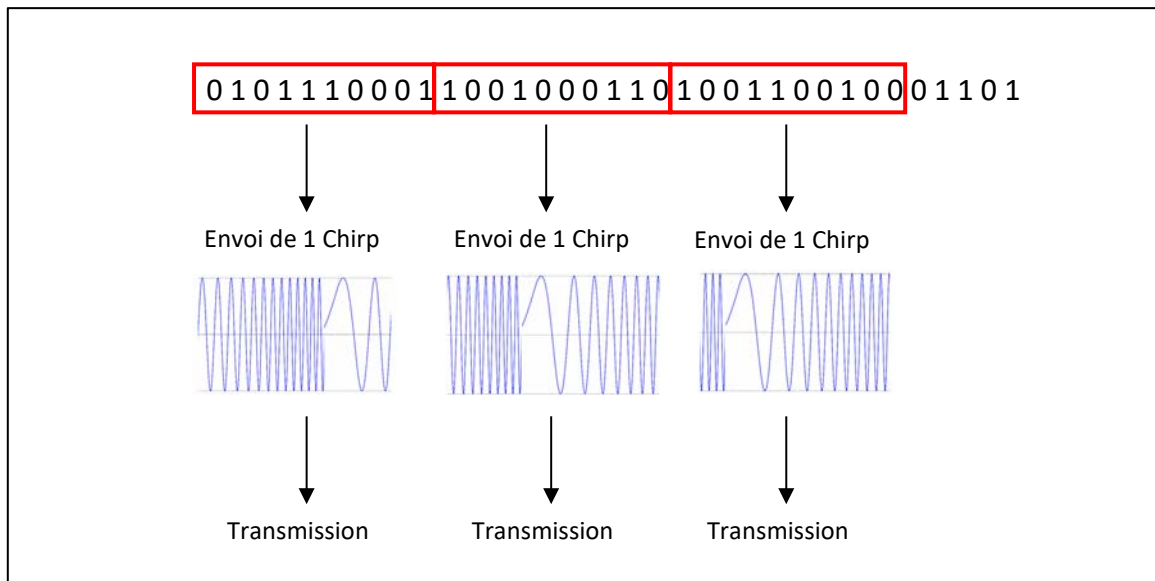 0 1 0 1 1 1 0 0 0 1 1 0 0 1 0 0 0 1 1 0 1 0 0 1 1 0 0 1 0 0 0 1 1 0 1
Envoi de 1 Chirp Envoi de 1 Chirp Envoi de 1 Chirp
Transmission Transmission Transmission